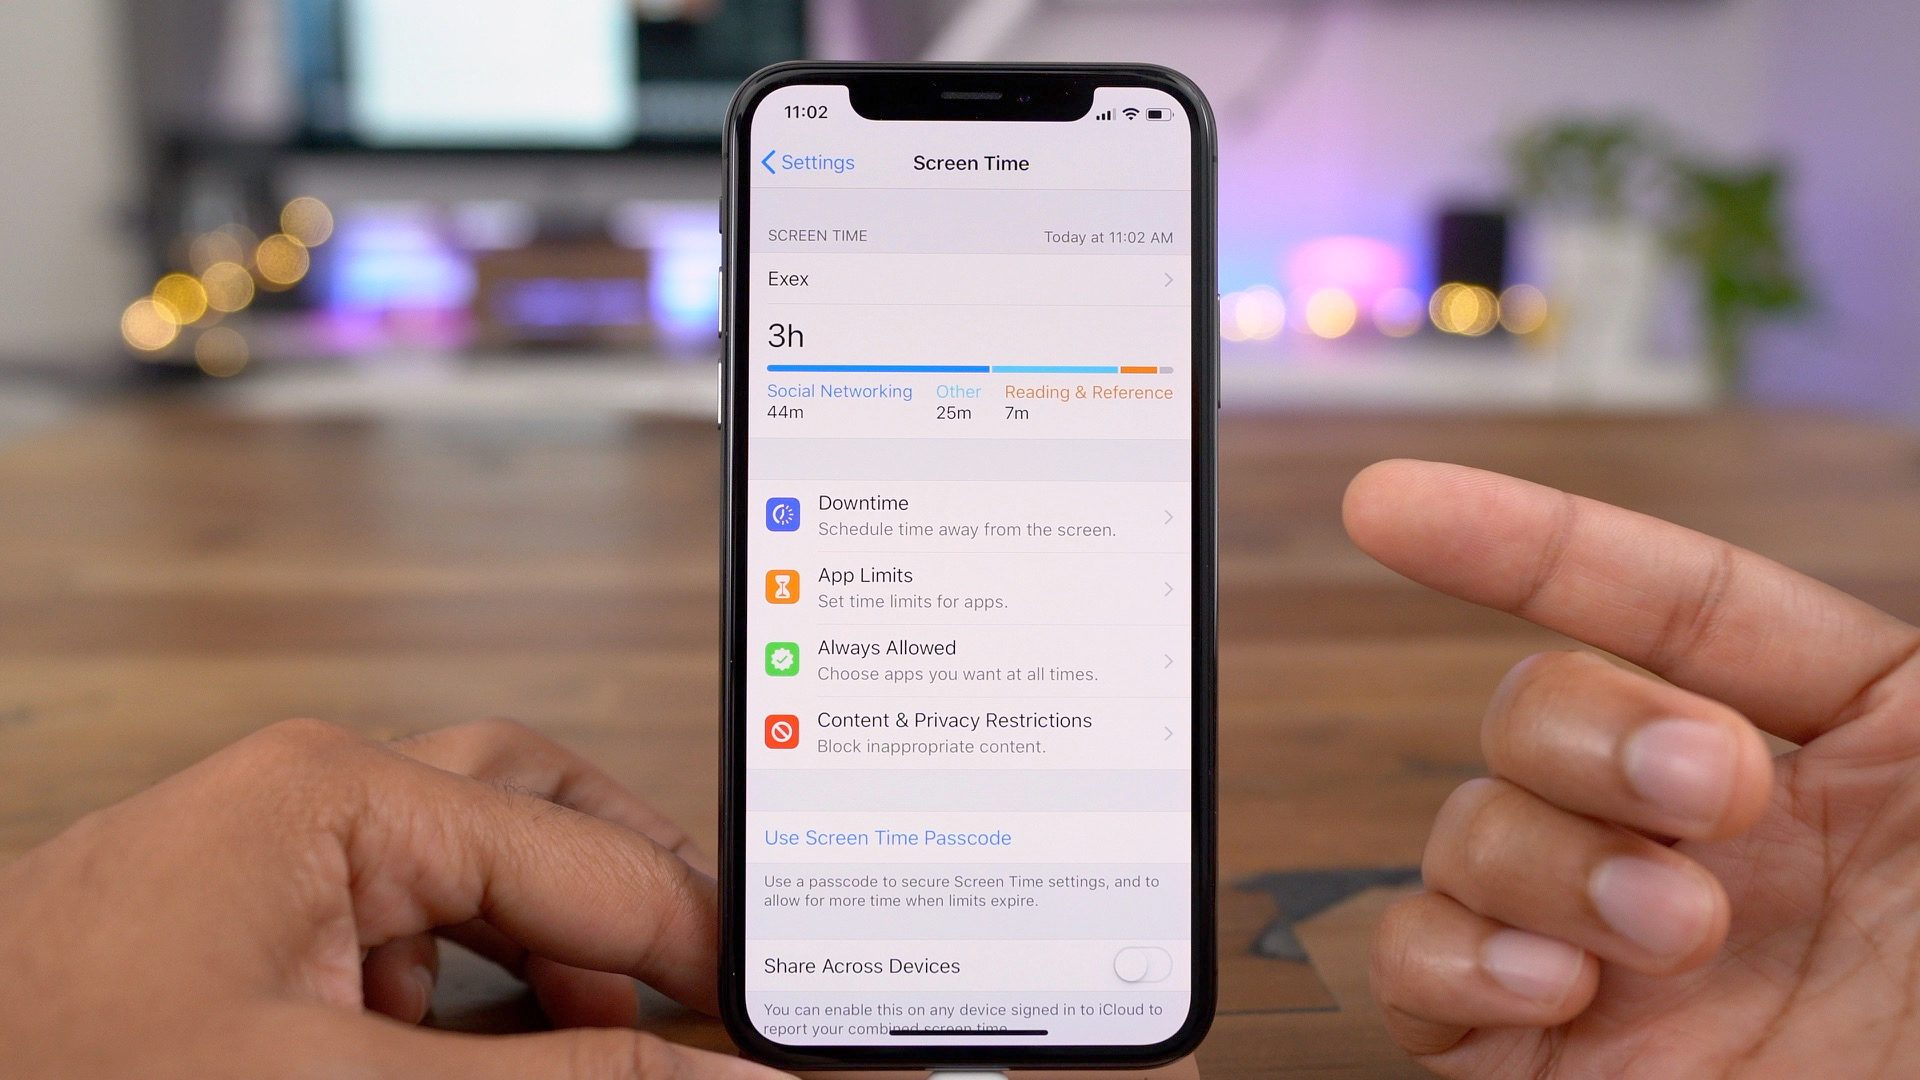 11:02
Settings
Screen Time
SCREEN TIME
Today at 11:02 AM
Exex
3h
Social Networking
Other
Reading & Reference
44m
25m
7m
Downtime
Schedule time away from the screen.
App Limits
Set time limits for apps.
Always Allowed
Choose apps you want at all times.
Content & Privacy Restrictions
Block inappropriate content.
Use Screen Time Passcode
Use a passcode to secure Screen Time settings, and to
allow for more time when limits expire.
Share Across Devices
You can enable this on any device signed in to iCloud to
report your combined screen time.